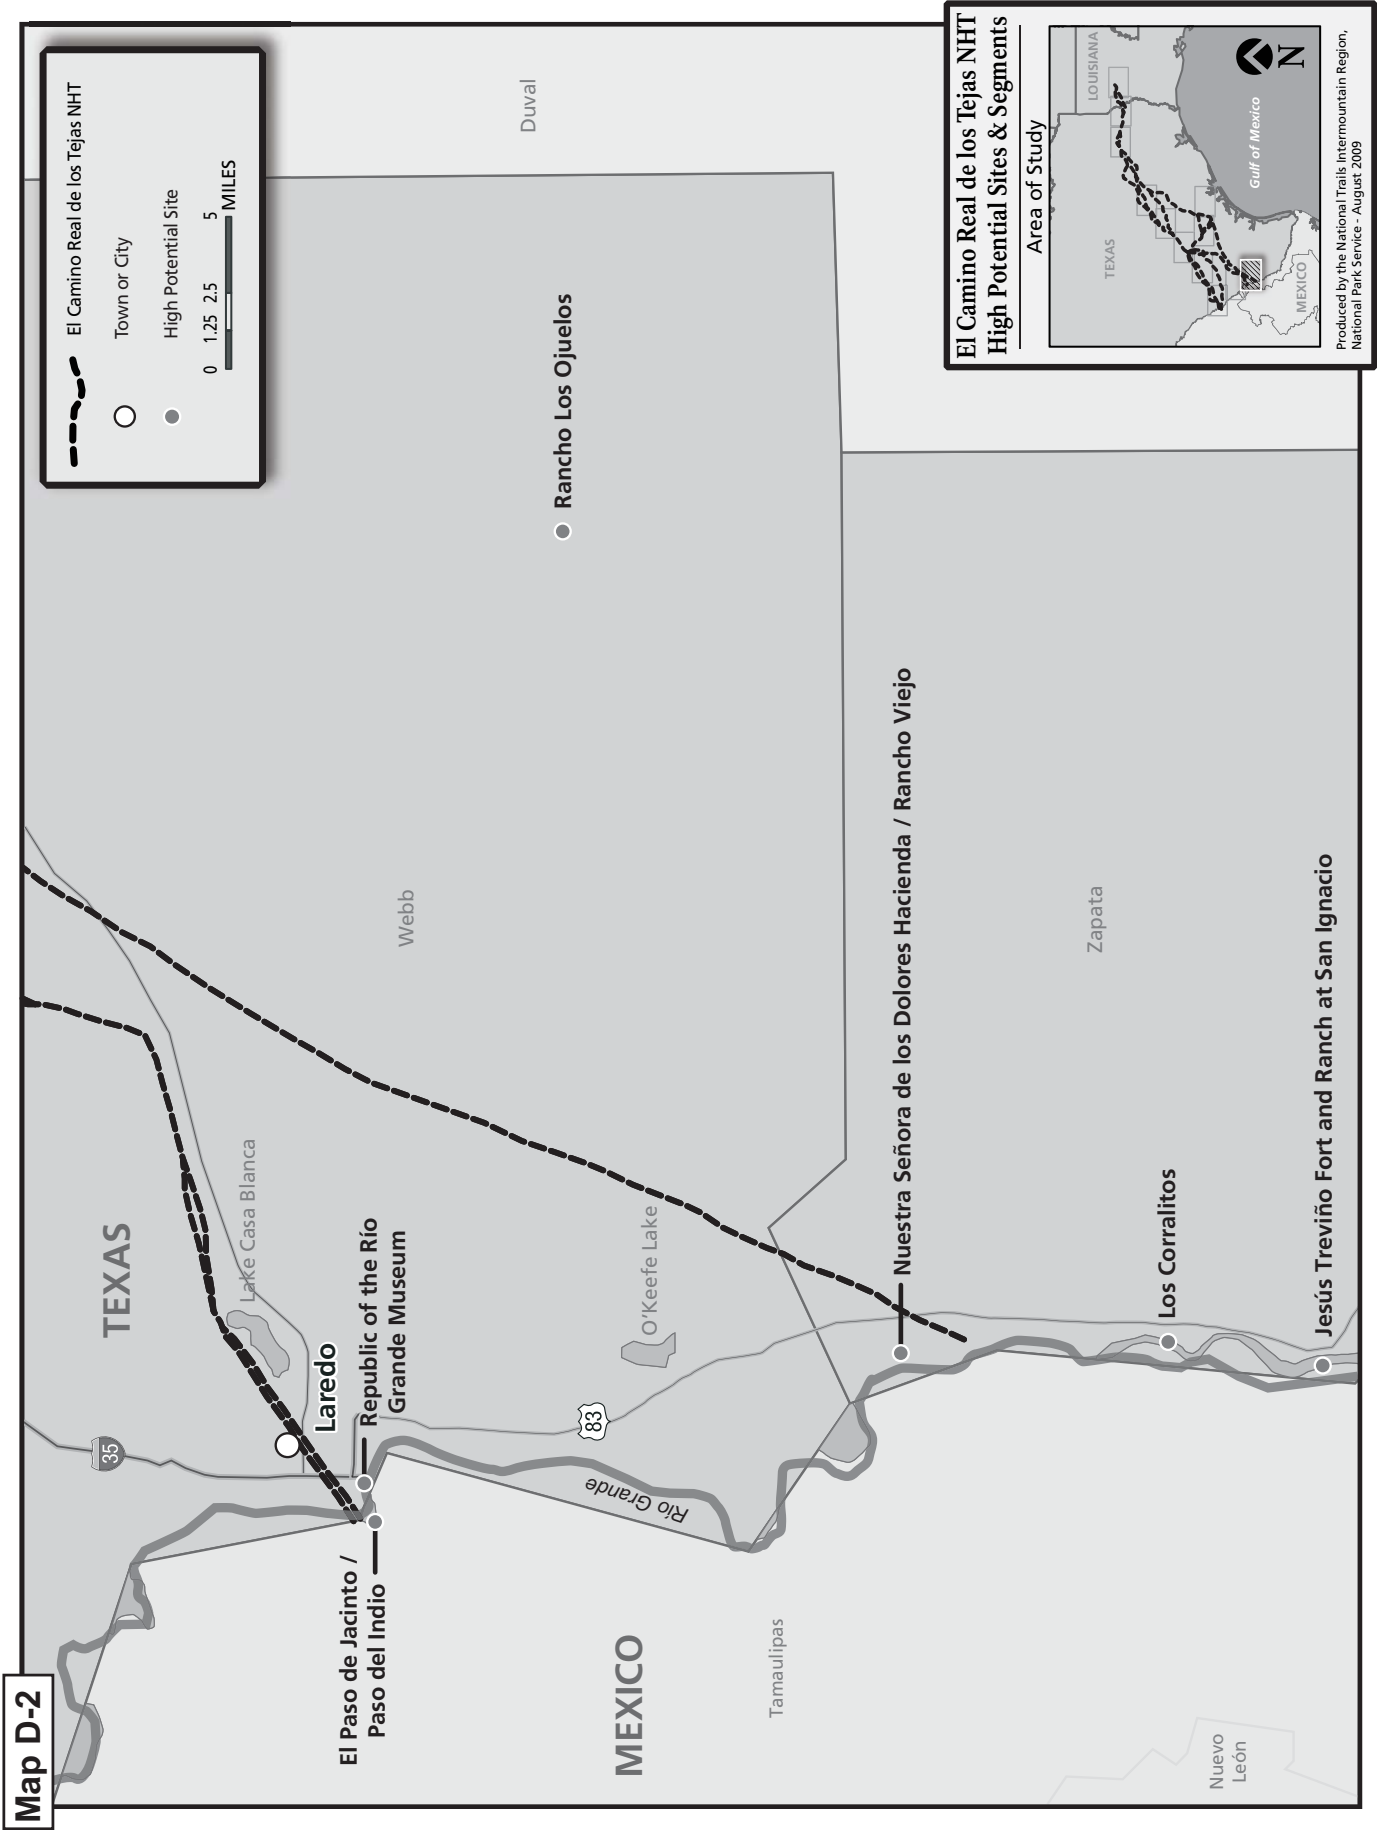 Map D-2
TEXAS
MEXICO
Webb
Duval
Zapata
Tamaulipas
Nuevo
León
35
83
Laredo
Lake Casa Blanca
O'Keefe Lake
Río Grande
Republic of the Río
Grande Museum
El Paso de Jacinto /
Paso del Indio
Rancho Los Ojuelos
Nuestra Señora de los Dolores Hacienda / Rancho Viejo
Los Corralitos
Jesús Treviño Fort and Ranch at San Ignacio
El Camino Real de los Tejas NHT
Town or City
High Potential Site
0 1.25 2.5 5
MILES
El Camino Real de los Tejas NHT
High Potential Sites & Segments
Area of Study
TEXAS
LOUISIANA
MEXICO
Gulf of Mexico
N
Produced by the National Trails Intermountain Region,
National Park Service - August 2009